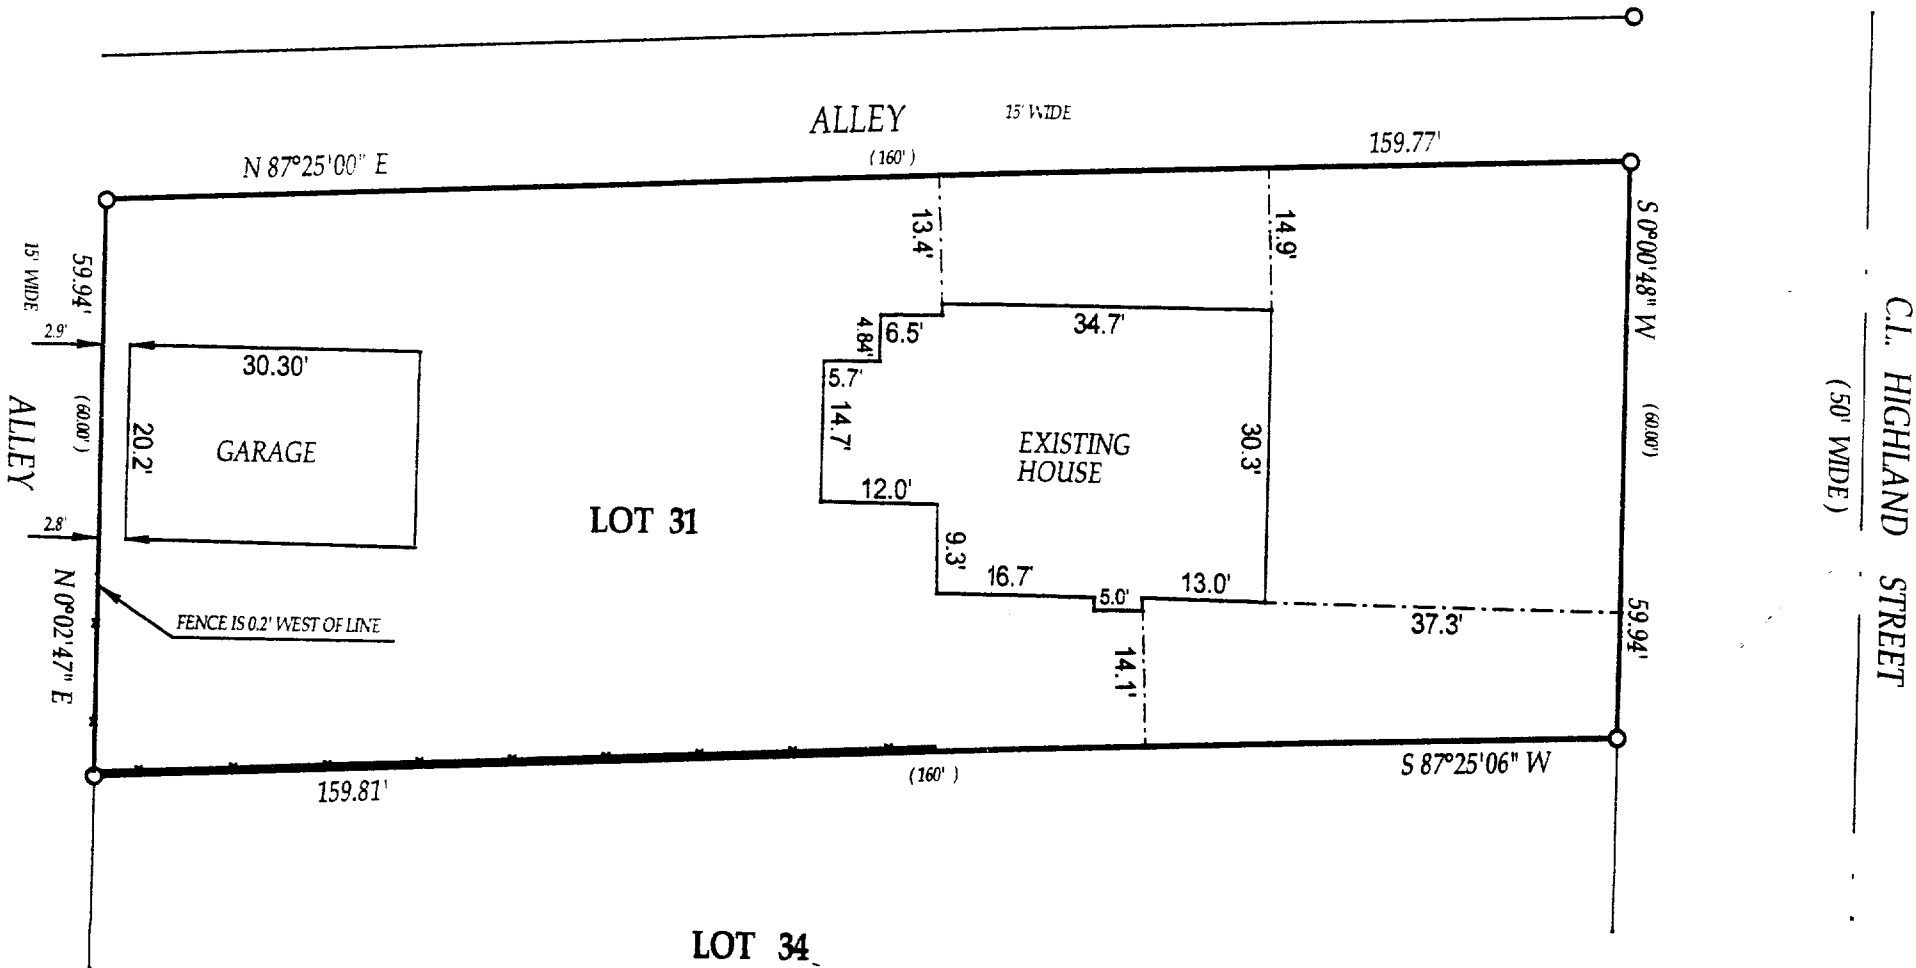 ALLEY
15' WIDE
(160')
159.77'
N 87°25'00" E
S 0°00'48" W
(60.00')
59.94'
C.L. HIGHLAND STREET
(50' WIDE)
13.4'
14.9'
59.94'
15' WIDE
2.9'
(60.00')
ALLEY
2.8'
N 0°02'47" E
30.30'
20.2'
GARAGE
FENCE IS 0.2' WEST OF LINE
LOT 31
4.84'
6.5'
34.7'
5.7'
14.7'
12.0'
EXISTING
HOUSE
30.3'
9.3'
16.7'
5.0'
13.0'
37.3'
14.1'
159.81'
(160')
S 87°25'06" W
LOT 34